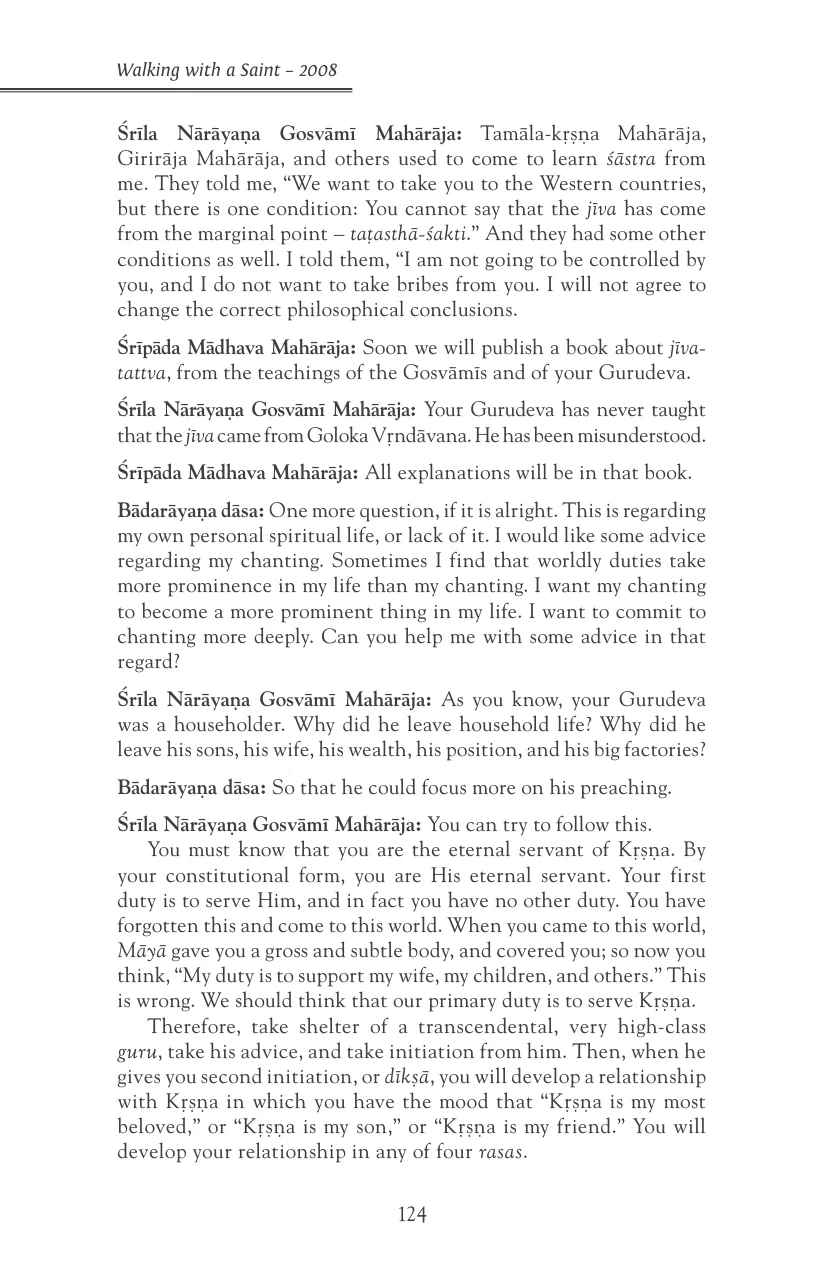 Walking with a Saint – 2008
Śrīla Nārāyaṇa Gosvāmī Mahārāja: Tamāla-kṛṣṇa Mahārāja,
Girirāja Mahārāja, and others used to come to learn śāstra from
me. They told me, “We want to take you to the Western countries,
but there is one condition: You cannot say that the jīva has come
from the marginal point – taṭasthā-śakti.” And they had some other
conditions as well. I told them, “I am not going to be controlled by
you, and I do not want to take bribes from you. I will not agree to
change the correct philosophical conclusions.
Śrīpāda Mādhava Mahārāja: Soon we will publish a book about jīva-
tattva, from the teachings of the Gosvāmīs and of your Gurudeva.
Śrīla Nārāyaṇa Gosvāmī Mahārāja: Your Gurudeva has never taught
that the jīva came from Goloka Vṛndāvana. He has been misunderstood.
Śrīpāda Mādhava Mahārāja: All explanations will be in that book.
Bādarāyaṇa dāsa: One more question, if it is alright. This is regarding
my own personal spiritual life, or lack of it. I would like some advice
regarding my chanting. Sometimes I find that worldly duties take
more prominence in my life than my chanting. I want my chanting
to become a more prominent thing in my life. I want to commit to
chanting more deeply. Can you help me with some advice in that
regard?
Śrīla Nārāyaṇa Gosvāmī Mahārāja: As you know, your Gurudeva
was a householder. Why did he leave household life? Why did he
leave his sons, his wife, his wealth, his position, and his big factories?
Bādarāyaṇa dāsa: So that he could focus more on his preaching.
Śrīla Nārāyaṇa Gosvāmī Mahārāja: You can try to follow this.
You must know that you are the eternal servant of Kṛṣṇa. By
your constitutional form, you are His eternal servant. Your first
duty is to serve Him, and in fact you have no other duty. You have
forgotten this and come to this world. When you came to this world,
Māyā gave you a gross and subtle body, and covered you; so now you
think, “My duty is to support my wife, my children, and others.” This
is wrong. We should think that our primary duty is to serve Kṛṣṇa.
Therefore, take shelter of a transcendental, very high-class
guru, take his advice, and take initiation from him. Then, when he
gives you second initiation, or dīkṣā, you will develop a relationship
with Kṛṣṇa in which you have the mood that “Kṛṣṇa is my most
beloved,” or “Kṛṣṇa is my son,” or “Kṛṣṇa is my friend.” You will
develop your relationship in any of four rasas.
124